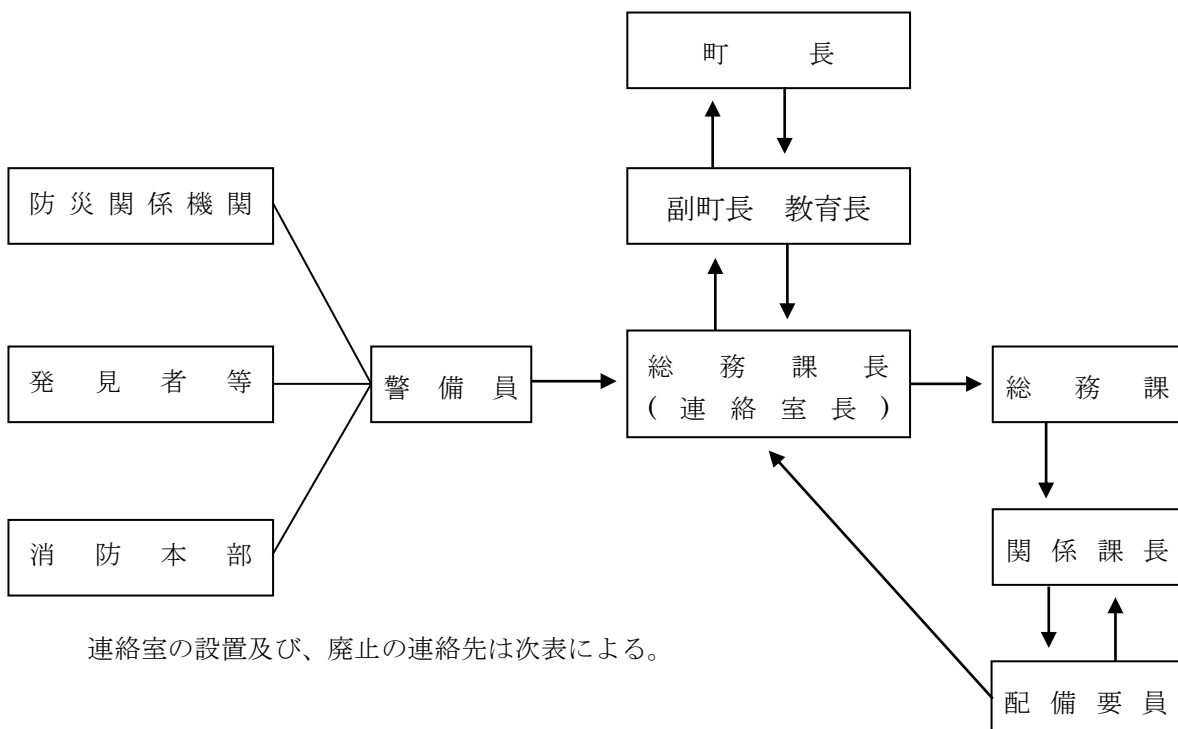 町長
副町長 教育長
防災関係機関
発見者等
消防本部
警備員
総務課長
(連絡室長)
総務課
関係課長
配備要員
連絡室の設置及び、廃止の連絡先は次表による。